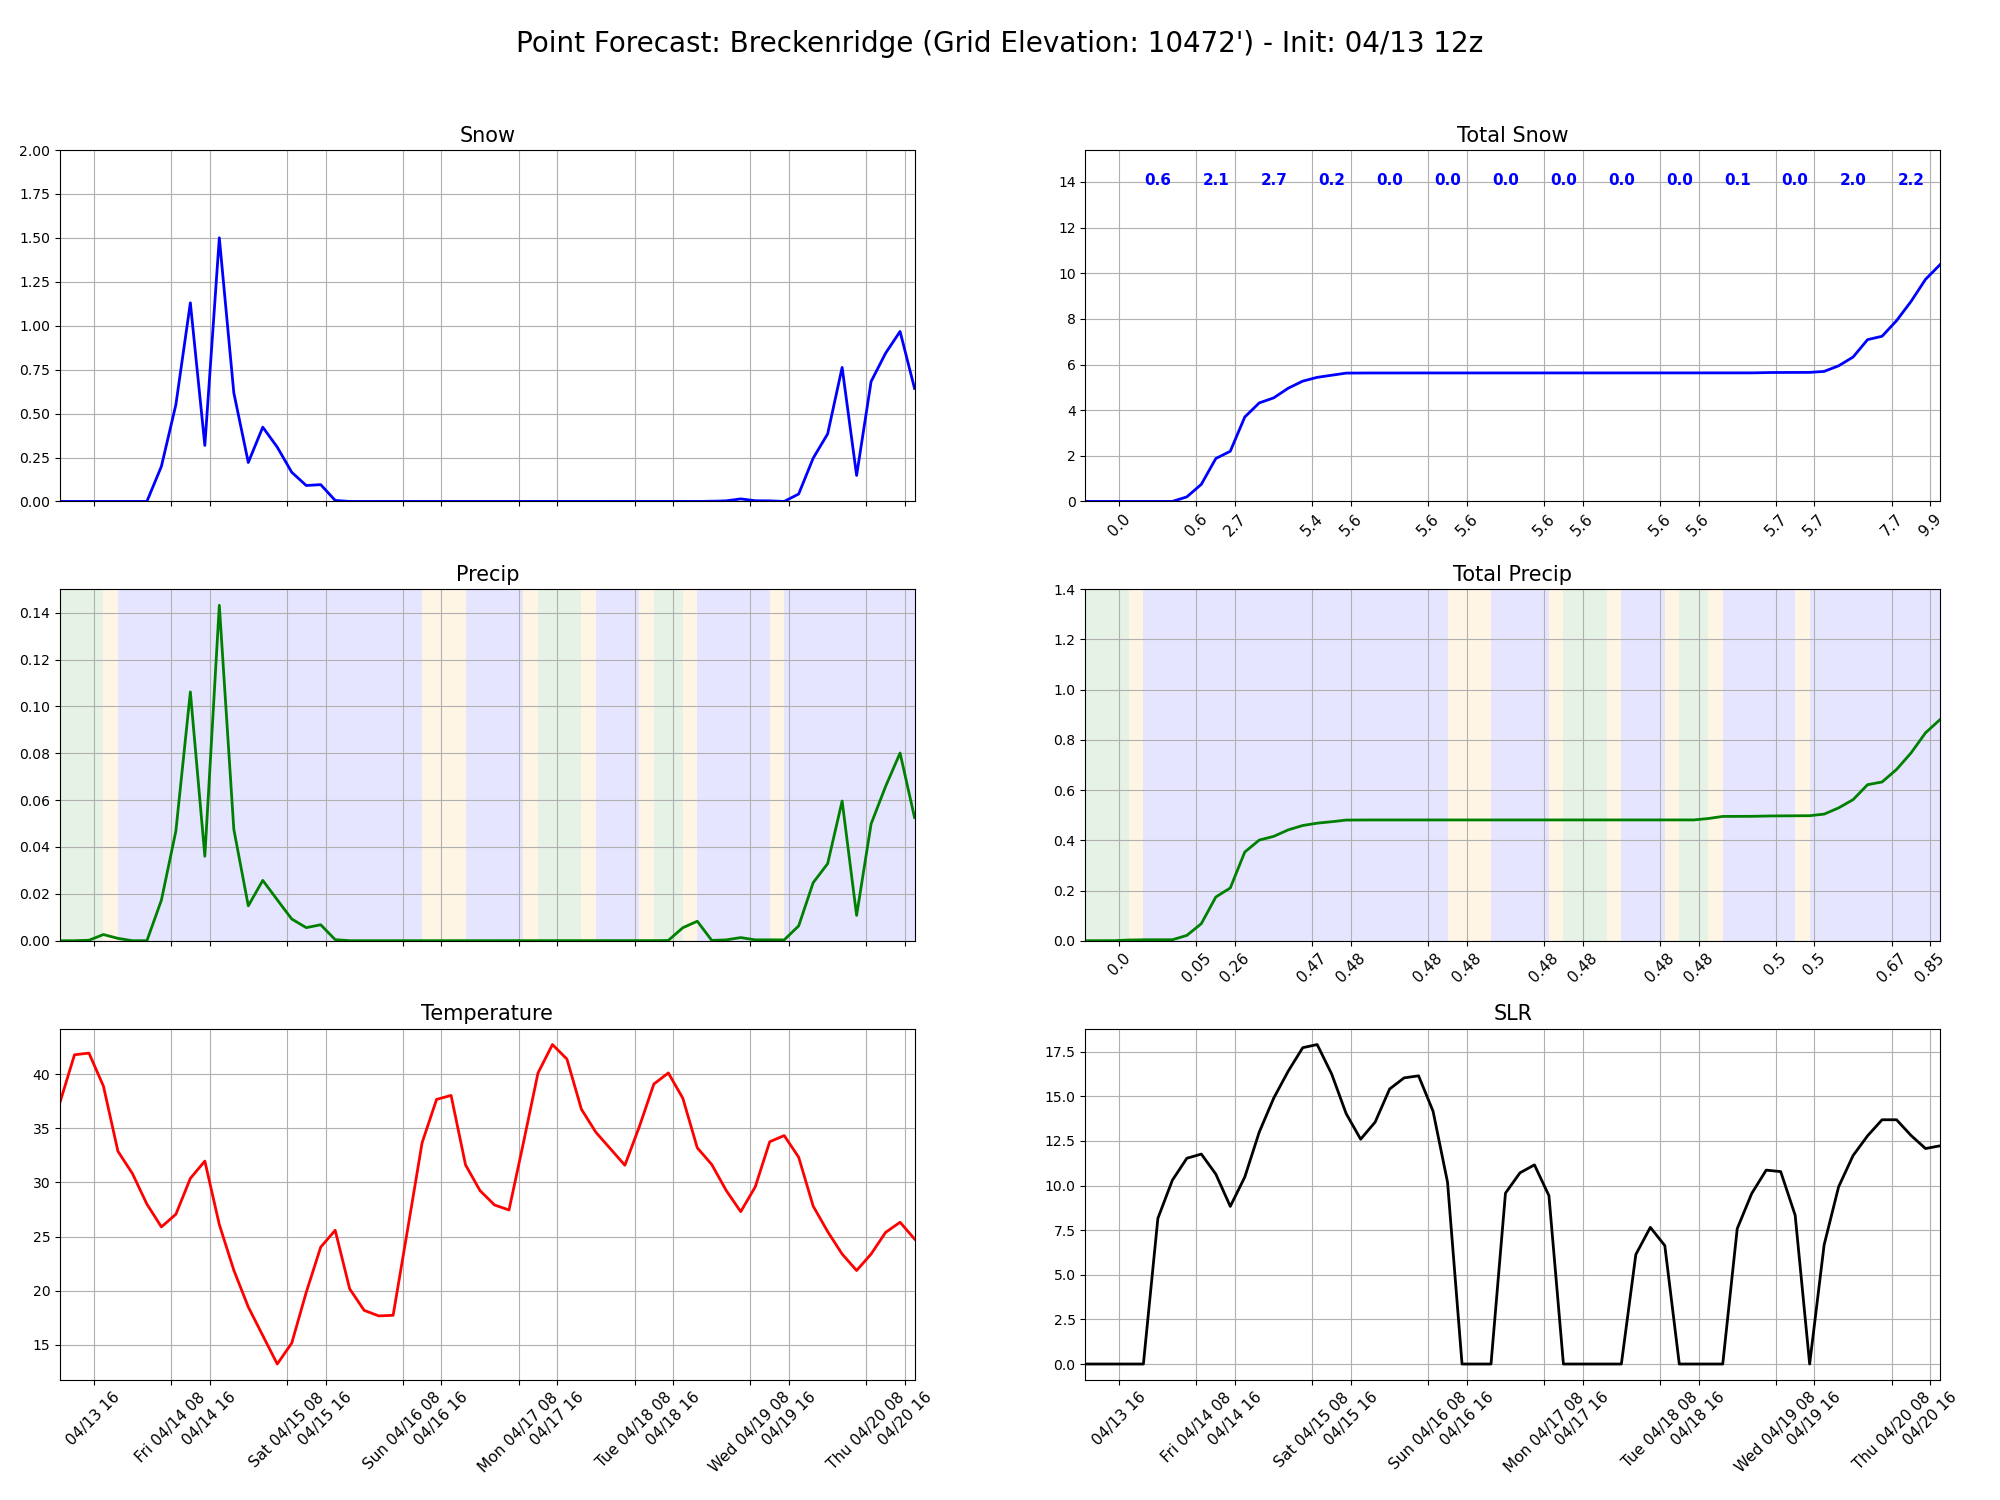 Point Forecast: Breckenridge (Grid Elevation: 10472') - Init: 04/13 12z
Snow
2.00
1.75
1.50
1.25
1.00
0.75
0.50
0.25
0.00
Total Snow
0.6 2.1 2.7 0.2 0.0 0.0 0.0 0.0 0.0 0.0 0.1 0.0 2.0 2.2
14
12
10
8
6
4
2
0
0.0 0.6 2.7 5.4 5.6 5.6 5.6 5.6 5.6 5.6 5.6 5.7 5.7 7.7 9.9
Precip
0.14
0.12
0.10
0.08
0.06
0.04
0.02
0.00
Total Precip
1.4
1.2
1.0
0.8
0.6
0.4
0.2
0.0
0.0 0.05 0.26 0.47 0.48 0.48 0.48 0.48 0.48 0.48 0.48 0.5 0.5 0.67 0.85
Temperature
40
35
30
25
20
15
04/13 16
Fri 04/14 08
04/14 16
Sat 04/15 08
04/15 16
Sun 04/16 08
04/16 16
Mon 04/17 08
04/17 16
Tue 04/18 08
04/18 16
Wed 04/19 08
04/19 16
Thu 04/20 08
04/20 16
SLR
17.5
15.0
12.5
10.0
7.5
5.0
2.5
0.0
04/13 16
Fri 04/14 08
04/14 16
Sat 04/15 08
04/15 16
Sun 04/16 08
04/16 16
Mon 04/17 08
04/17 16
Tue 04/18 08
04/18 16
Wed 04/19 08
04/19 16
Thu 04/20 08
04/20 16